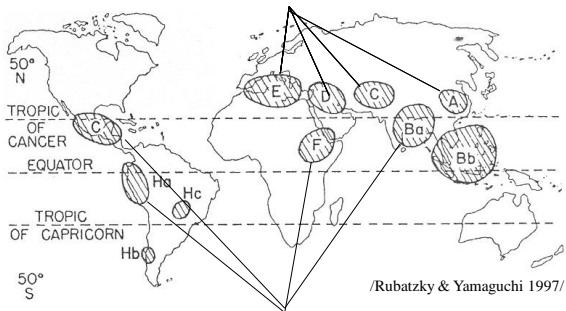 50°
N
TROPIC
OF
CANCER
EQUATOR
TROPIC
OF CAPRICORN
50°
S
E
D
C
A
C
F
Ba
Bb
Ha
Hc
Hb
/Rubatzky & Yamaguchi 1997/